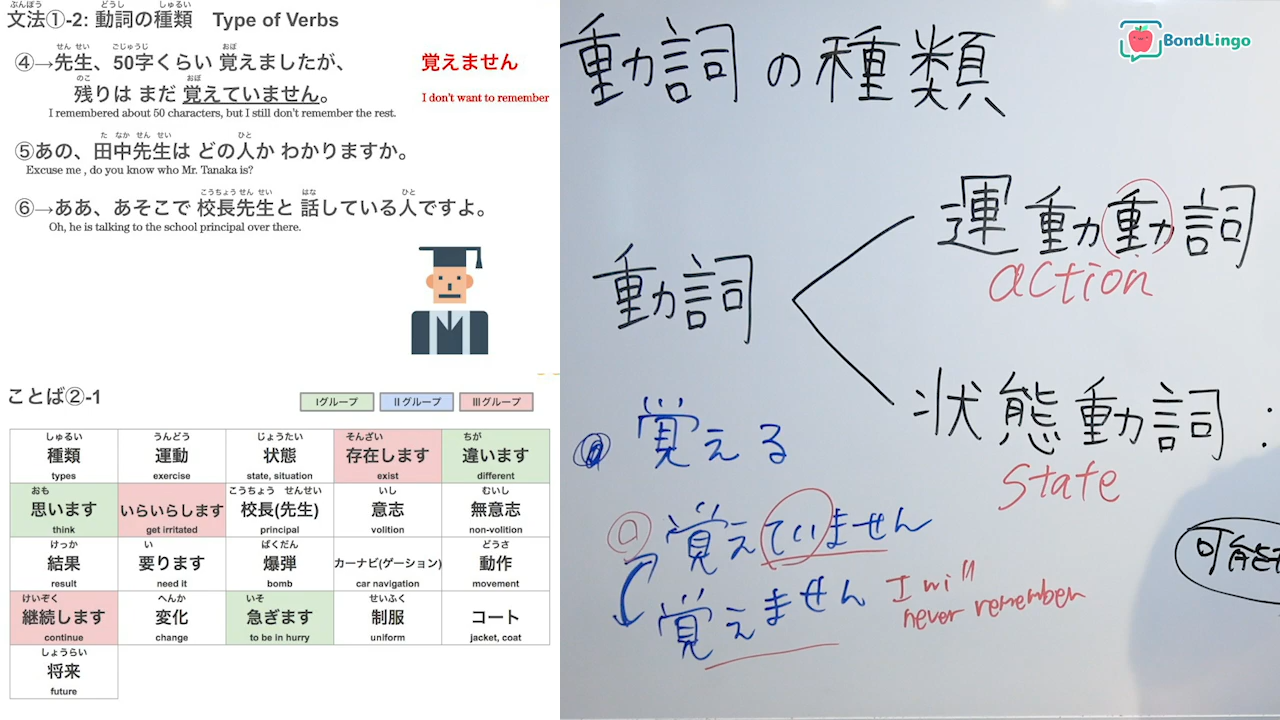 文法①-2: 動詞の種類 Type of Verbs
ぶんぽう どうし しゅるい
④→先生、50字くらい 覚えましたが、 覚えません
せん せい ごじゅうじ おぼ
残りは まだ 覚えていません。 I don't want to remember
のこ おぼ
I remembered about 50 characters, but I still don't remember the rest.
⑤あの、田中先生は どの人か わかりますか。
た なか せん せい ひと
Excuse me , do you know who Mr. Tanaka is?
⑥→ああ、あそこで 校長先生と 話している人ですよ。
こうちょう せん せい はな ひと
Oh, he is talking to the school principal over there.
ことば②-1
Iグループ IIグループ IIIグループ
しゅるい うんどう じょうたい そんざい ちが
種類 運動 状態 存在します 違います
types exercise state, situation exist different
おも こうちょう せんせい いし むいし
思います いらいらします 校長(先生) 意志 無意志
think get irritated principal volition non-volition
けっか い ばくだん どうさ
結果 要ります 爆弾 カーナビ(ゲーション) 動作
result need it bomb car navigation movement
けいぞく へんか いそ せいふく
継続します 変化 急ぎます 制服 コート
continue change to be in hurry uniform jacket, coat
しょうらい
将来
future
BondLingo
動詞の種類
運動動詞
action
動詞
状態動詞:
state
覚える
覚えていません
覚えません
I will
never remember
可能